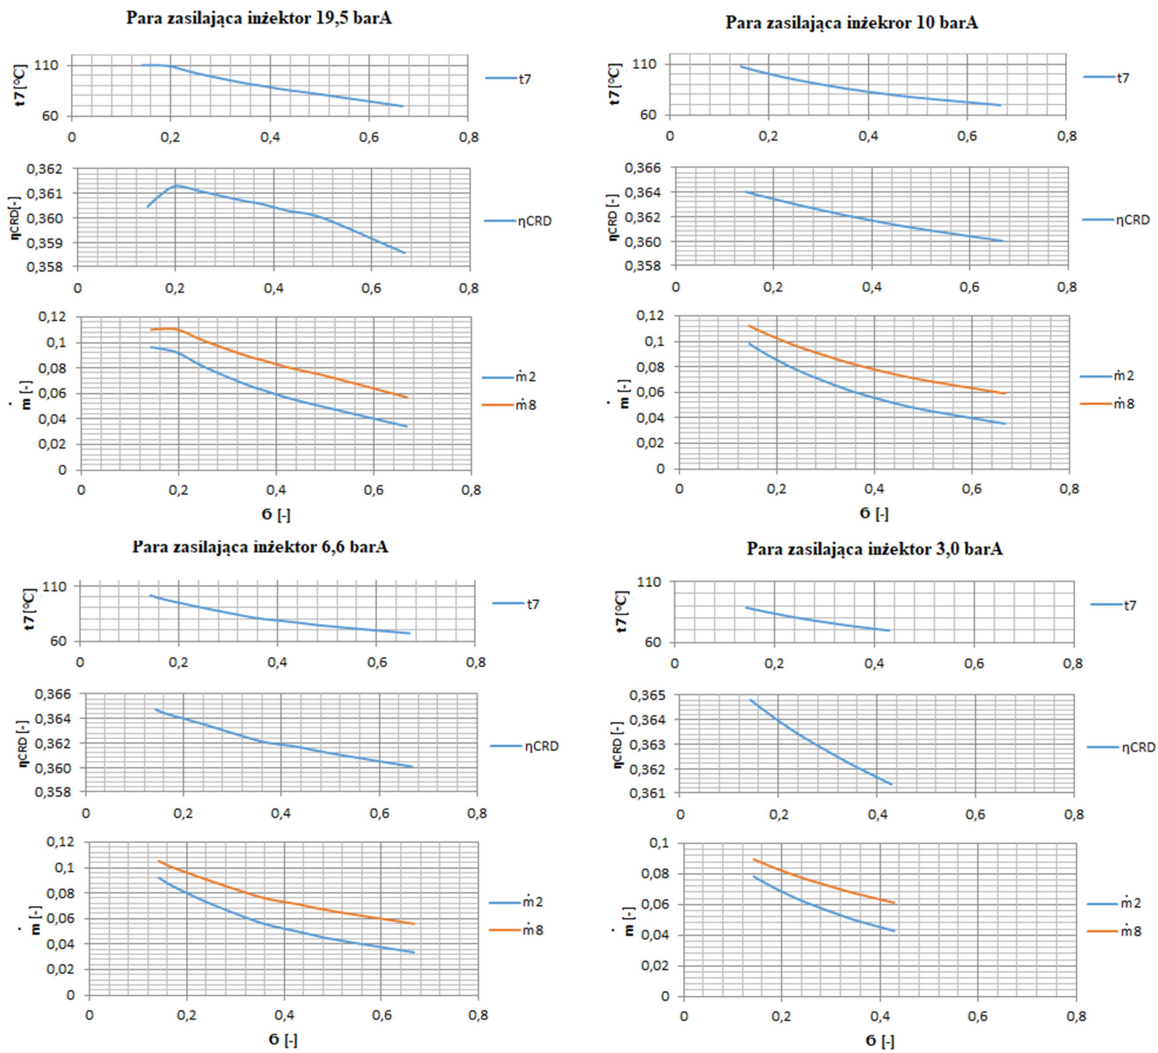 Para zasilająca inżektor 19,5 barA
t7 [°C]
110
60
0 0,2 0,4 0,6 0,8
t7
ηCRD[-]
0,362
0,361
0,360
0,359
0,358
0 0,2 0,4 0,6 0,8
ηCRD
ṁ [-]
0,12
0,1
0,08
0,06
0,04
0,02
0
0 0,2 0,4 0,6 0,8
ṁ2
ṁ8
б [-]
Para zasilająca inżekror 10 barA
t7 [°C]
110
60
0 0,2 0,4 0,6 0,8
t7
ηCRD [-]
0,366
0,364
0,362
0,360
0,358
0 0,2 0,4 0,6 0,8
ηCRD
ṁ [-]
0,12
0,1
0,08
0,06
0,04
0,02
0
0 0,2 0,4 0,6 0,8
ṁ2
ṁ8
б [-]
Para zasilająca inżektor 6,6 barA
t7 [°C]
110
60
0 0,2 0,4 0,6 0,8
t7
ηCRD [-]
0,366
0,364
0,362
0,360
0,358
0 0,2 0,4 0,6 0,8
ηCRD
ṁ [-]
0,12
0,1
0,08
0,06
0,04
0,02
0
0 0,2 0,4 0,6 0,8
ṁ2
ṁ8
б [-]
Para zasilająca inżektor 3,0 barA
t7 [°C]
110
60
0 0,2 0,4 0,6 0,8
t7
ηCRD [-]
0,365
0,364
0,363
0,362
0,361
0 0,2 0,4 0,6 0,8
ηCRD
ṁ [-]
0,1
0,08
0,06
0,04
0,02
0
0 0,2 0,4 0,6 0,8
ṁ2
ṁ8
б [-]